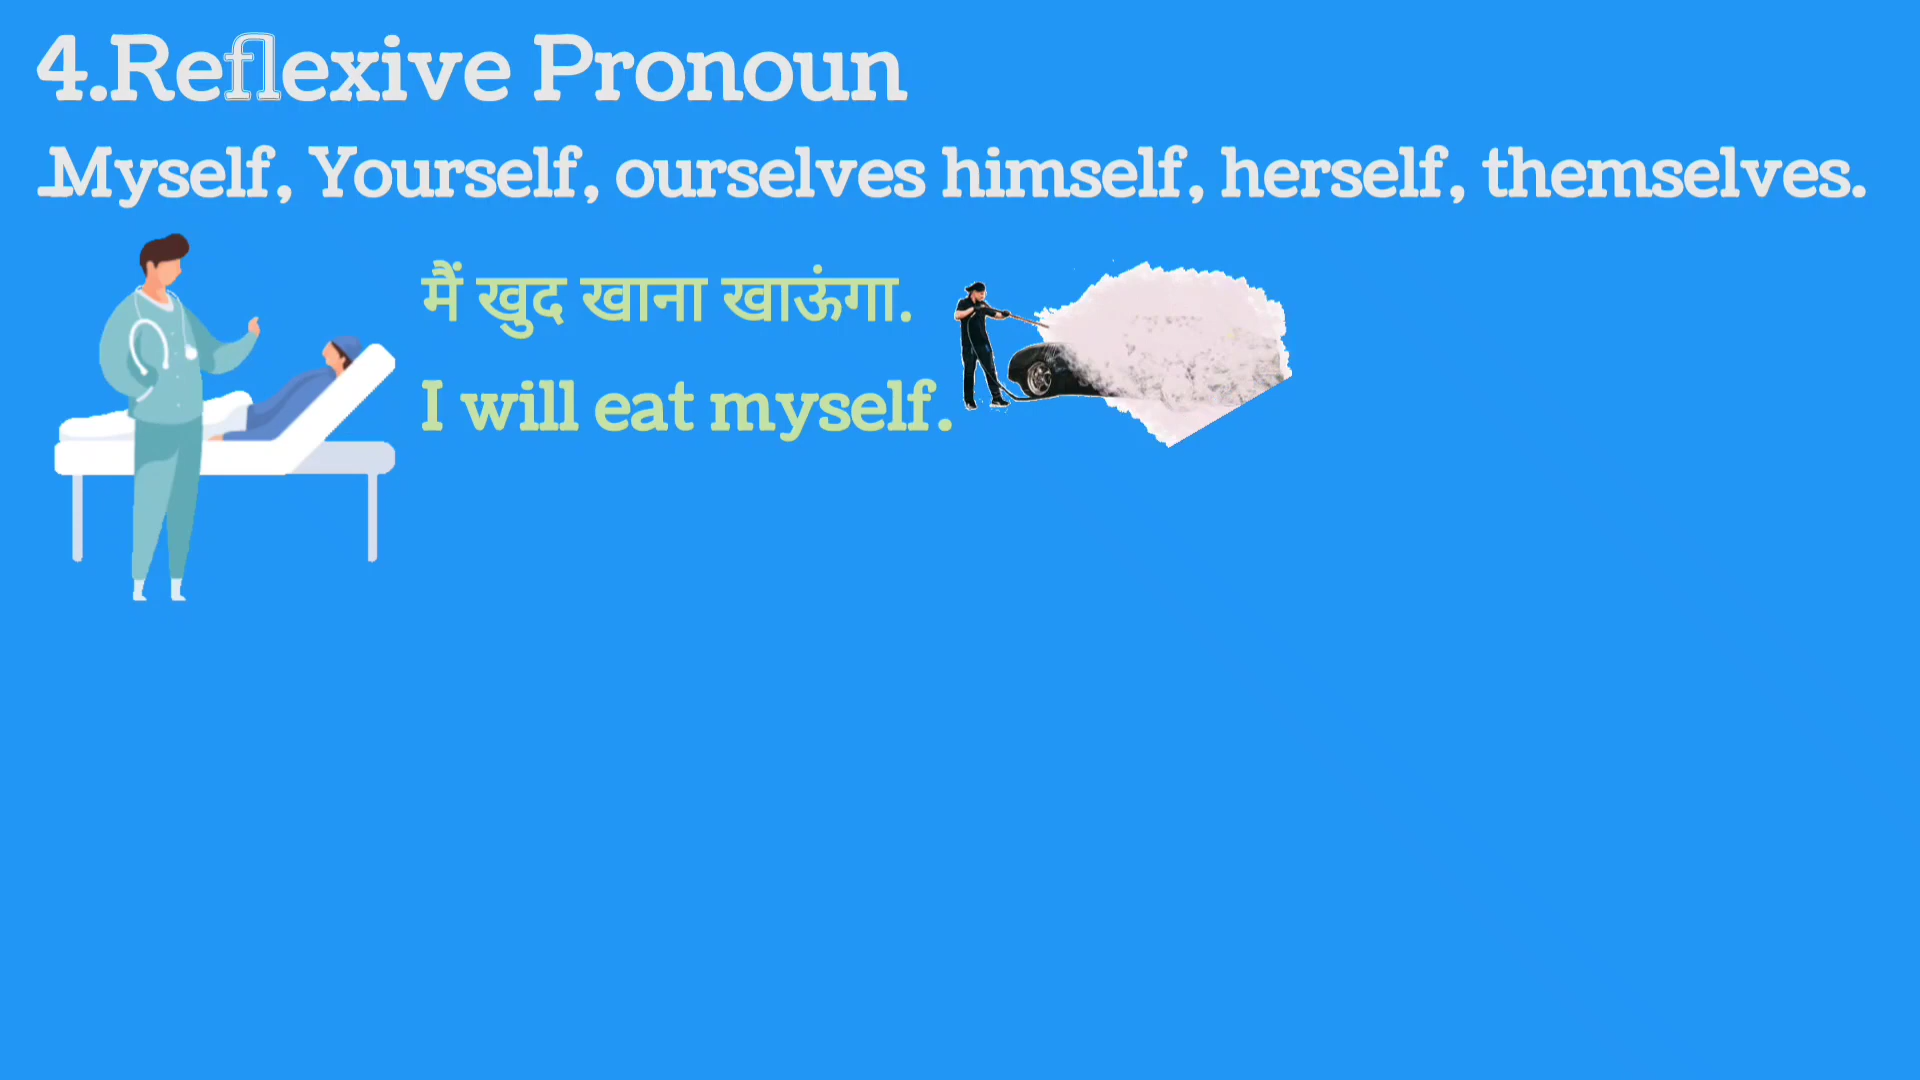 4.Reflexive Pronoun
.Myself, Yourself, ourselves himself, herself, themselves.
मैं खुद खाना खाऊंगा.
I will eat myself.